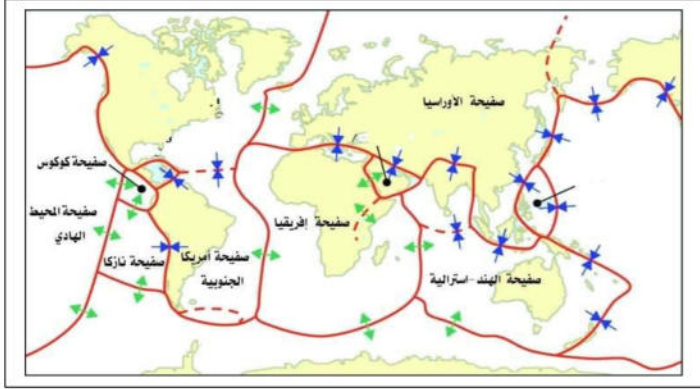 صفيحة الأوراسيا
صفيحة كوكوس
صفيحة المحيط
الهادي
صفيحة إفريقيا
صفيحة نازكا
صفيحة أمريكا
الجنوبية
صفيحة الهند-استرالية